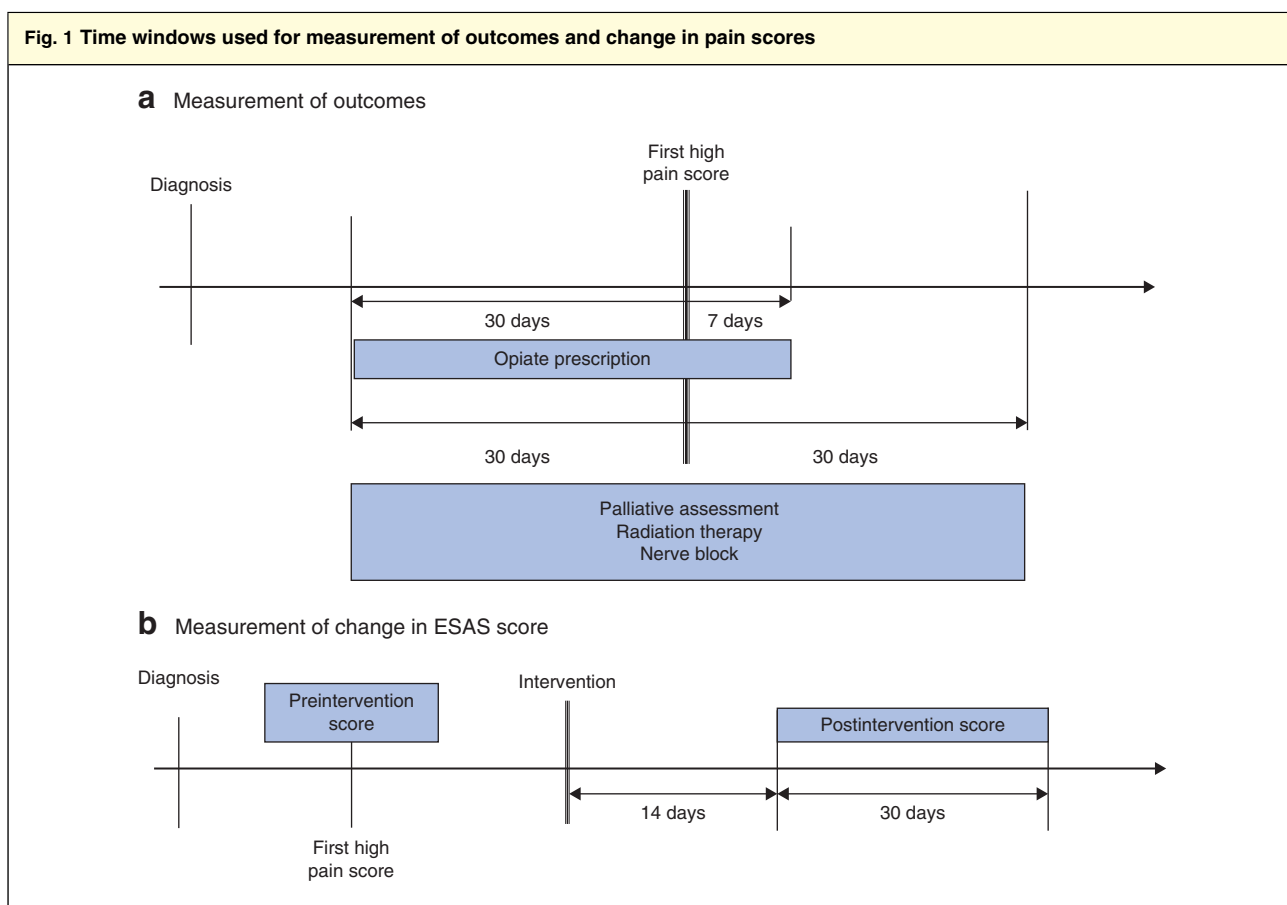 Fig. 1 Time windows used for measurement of outcomes and change in pain scores
a Measurement of outcomes
First high
pain score
Diagnosis
30 days
7 days
Opiate prescription
30 days
30 days
Palliative assessment
Radiation therapy
Nerve block
b Measurement of change in ESAS score
Diagnosis
Preintervention
score
Intervention
Postintervention score
14 days
30 days
First high
pain score